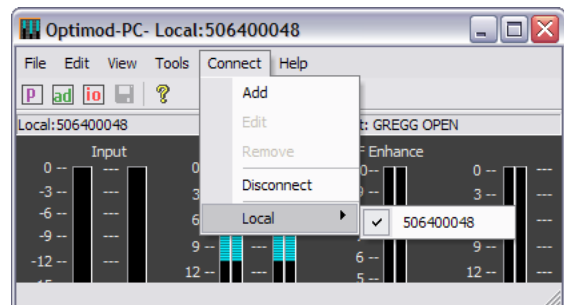 Optimod-PC- Local:506400048
File Edit View Tools Connect Help
p ad io ?
Local:506400048 t: GREGG OPEN
Add
Edit
Remove
Disconnect
Local
506400048
Input F Enhance
0 -- --- 0 0-- 0 -- ---
-3 -- --- 3 -- 3 -- ---
-6 -- --- 6 ---
-9 -- --- 9 -- --- 6 -- 9 -- ---
-12 -- --- 12 -- --- 12 -- ---